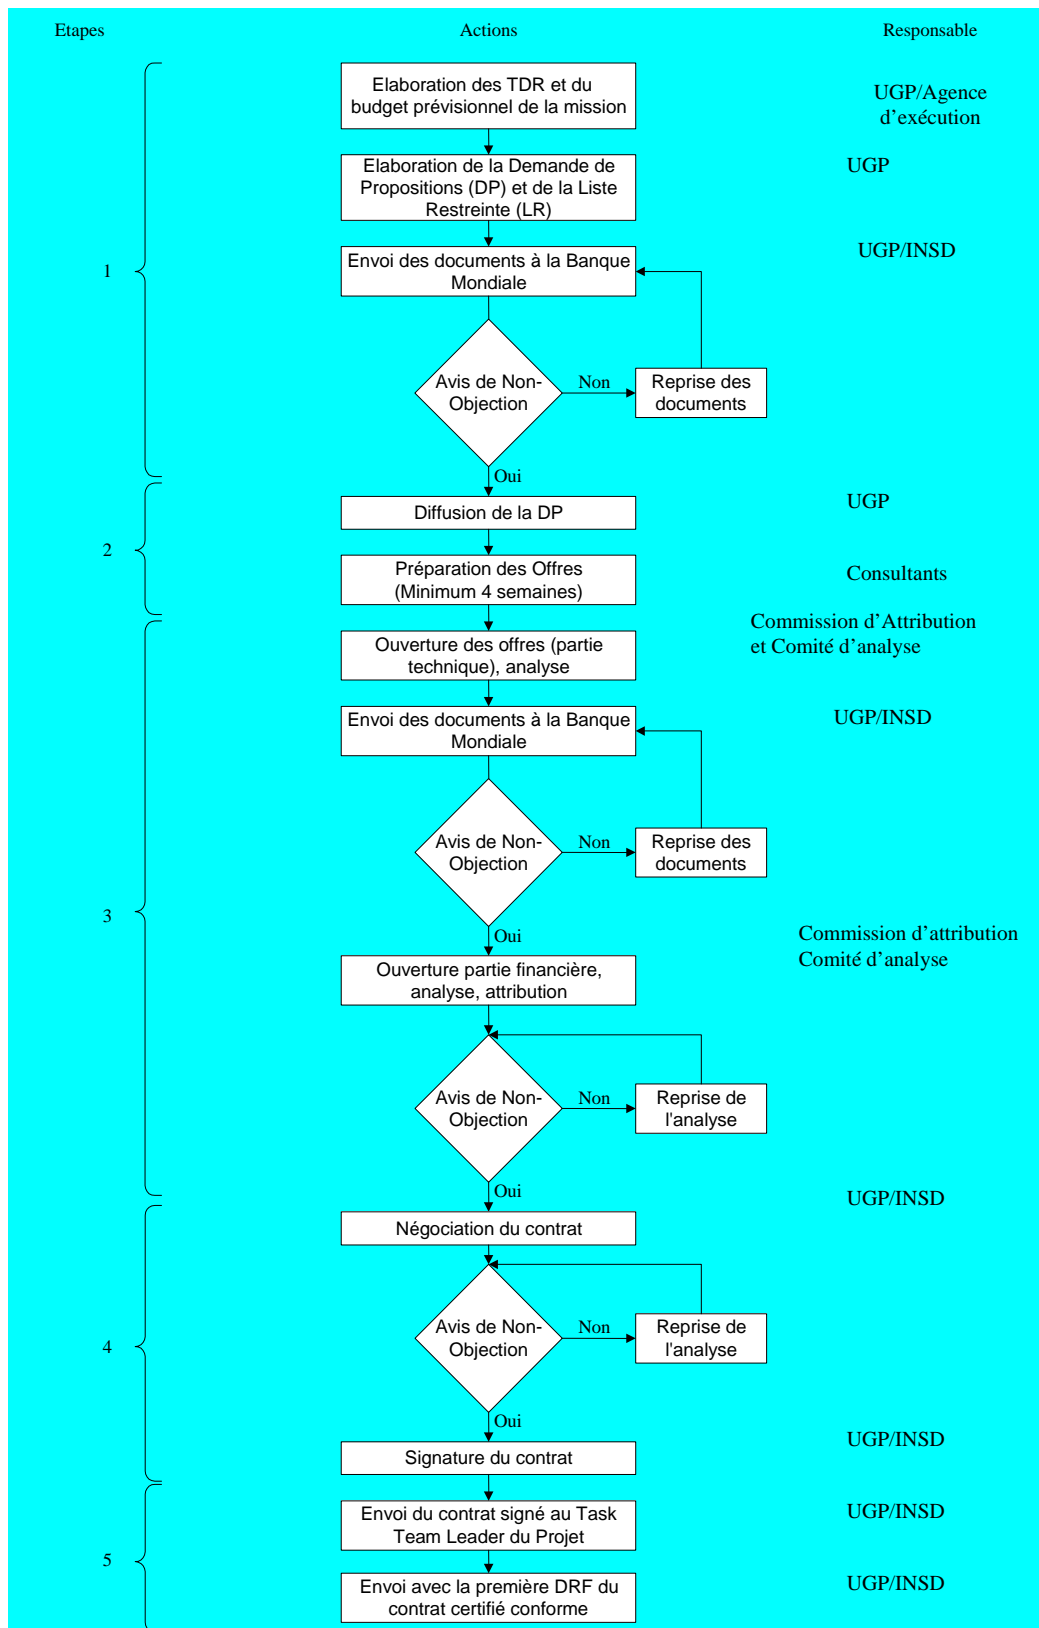 Etapes
Actions
Responsable
Elaboration des TDR et du
budget prévisionnel de la mission
UGP/Agence
d'exécution
Elaboration de la Demande de
Propositions (DP) et de la Liste
Restreinte (LR)
UGP
1
Envoi des documents à la Banque
Mondiale
UGP/INSD
Avis de Non-
Objection
Non
Reprise des
documents
Oui
2
Diffusion de la DP
UGP
Préparation des Offres
(Minimum 4 semaines)
Consultants
3
Ouverture des offres (partie
technique), analyse
Commission d'Attribution
et Comité d'analyse
Envoi des documents à la Banque
Mondiale
UGP/INSD
Avis de Non-
Objection
Non
Reprise des
documents
Oui
Ouverture partie financière,
analyse, attribution
Commission d'attribution
Comité d'analyse
Avis de Non-
Objection
Non
Reprise de
l'analyse
Oui
4
Négociation du contrat
UGP/INSD
Avis de Non-
Objection
Non
Reprise de
l'analyse
Oui
Signature du contrat
UGP/INSD
5
Envoi du contrat signé au Task
Team Leader du Projet
UGP/INSD
Envoi avec la première DRF du
contrat certifié conforme
UGP/INSD